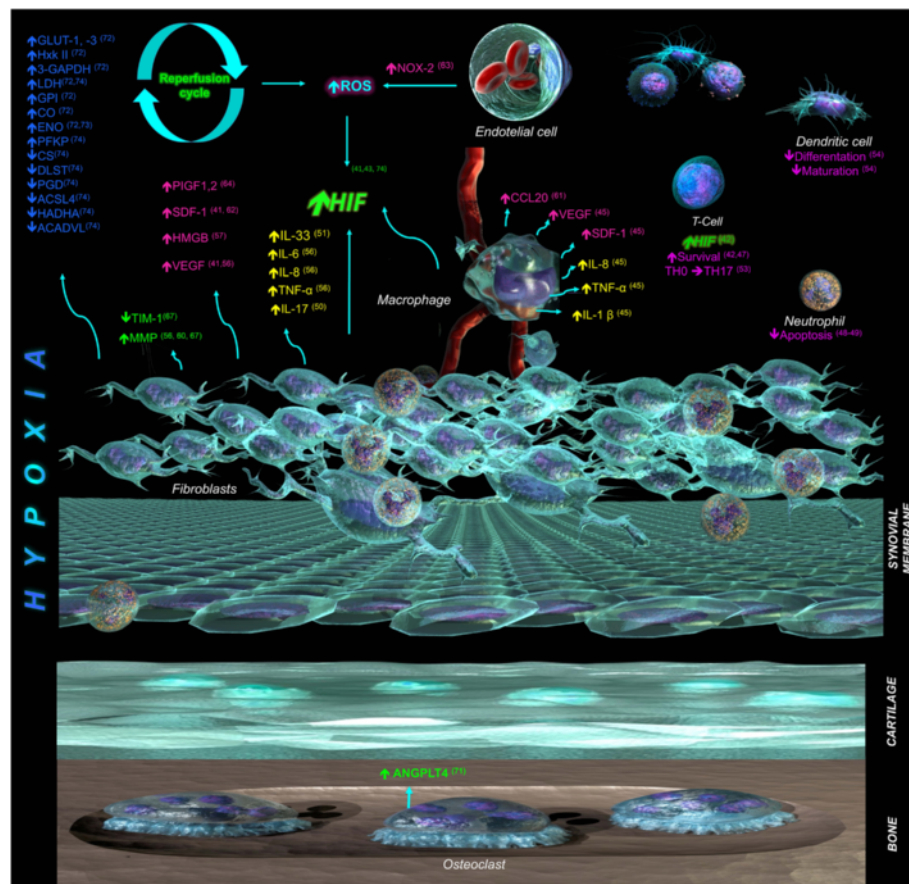 ↑GLUT-1, -3 (72)
↑Hxk II (72)
↑3-GAPDH (72)
↑LDH(72,74)
↑GPI (72)
↑CO (72)
↑ENO (72,73)
↑PFKP (74)
↓CS(74)
↓DLST(74)
↓PGD(74)
↓ACSL4(74)
↓HADHA(74)
↓ACADVL(74)
Reperfusion
cycle
↑ROS
↑NOX-2 (63)
Endotelial cell
Dendritic cell
↓Differentation (54)
↓Maturation (54)
(41,43, 74)
↑HIF
↑PIGF1,2 (64)
↑SDF-1 (41, 62)
↑HMGB (57)
↑VEGF (41,56)
↑IL-33 (51)
↑IL-6 (56)
↑IL-8 (56)
↑TNF-α (56)
↑IL-17 (50)
Macrophage
↑CCL20 (61)
↑VEGF (45)
↑SDF-1 (45)
↑IL-8 (45)
↑TNF-α (45)
↑IL-1 β (45)
T-Cell
↑HIF (42)
↑Survival (42,47)
TH0 → TH17 (53)
Neutrophil
↓Apoptosis (48-49)
↓TIM-1(67)
↑MMP (56, 60, 67)
HYPOXIA
Fibroblasts
SYNOVIAL
MEMBRANE
CARTILAGE
↑ ANGPLT4 (71)
BONE
Osteoclast